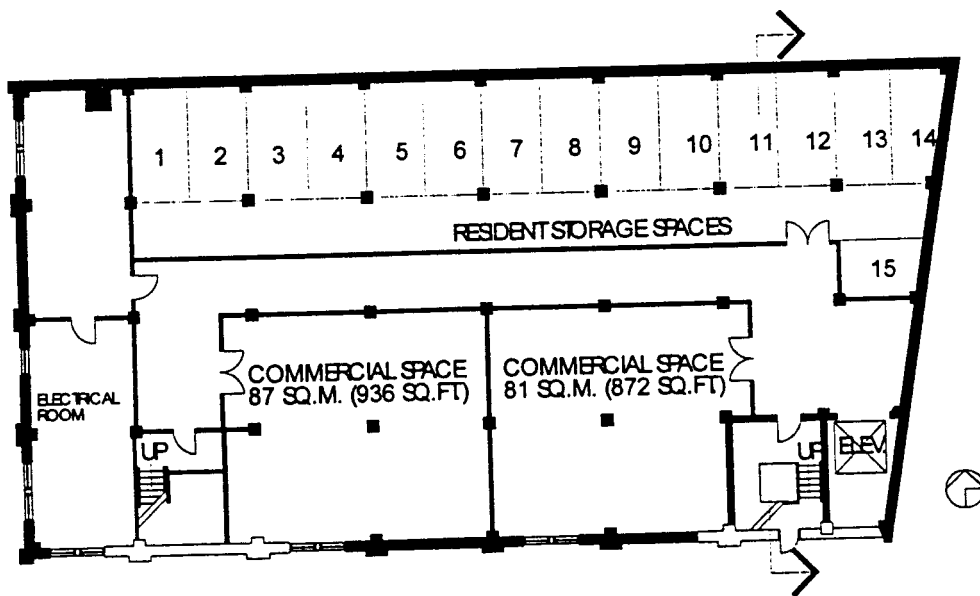 1 2 3 4 5 6 7 8 9 10 11 12 13 14
RESIDENT STORAGE SPACES
15
COMMERCIAL SPACE
87 SQ.M. (936 SQ.FT)
COMMERCIAL SPACE
81 SQ.M. (872 SQ.FT)
ELECTRICAL
ROOM
UP
UP
ELEV.